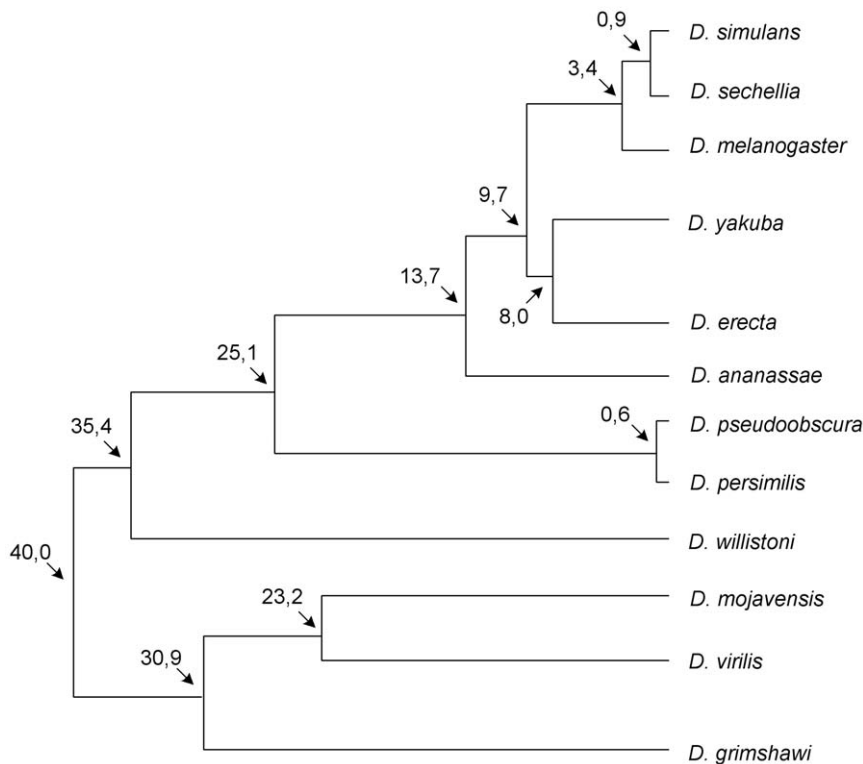 0,9
D. simulans
3,4
D. sechellia
D. melanogaster
9,7
D. yakuba
13,7
8,0
D. erecta
25,1
D. ananassae
0,6
D. pseudoobscura
35,4
D. persimilis
D. willistoni
40,0
23,2
D. mojavensis
30,9
D. virilis
D. grimshawi